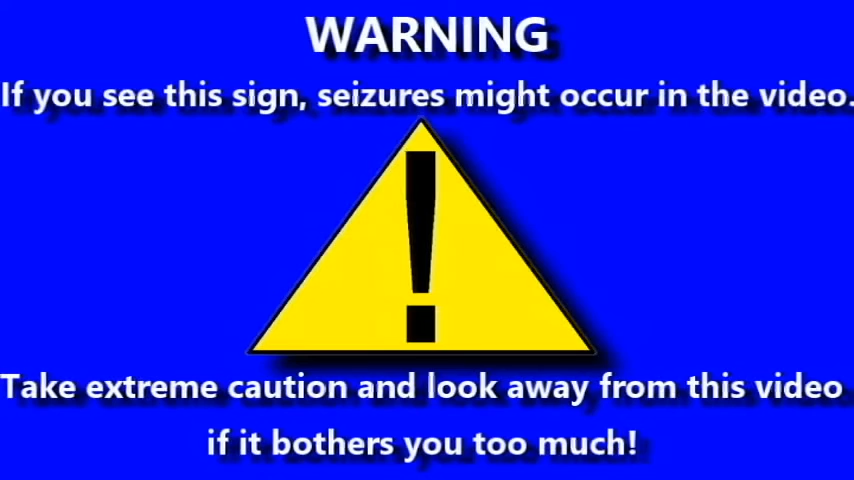 WARNING
If you see this sign, seizures might occur in the video.
!
Take extreme caution and look away from this video
if it bothers you too much!